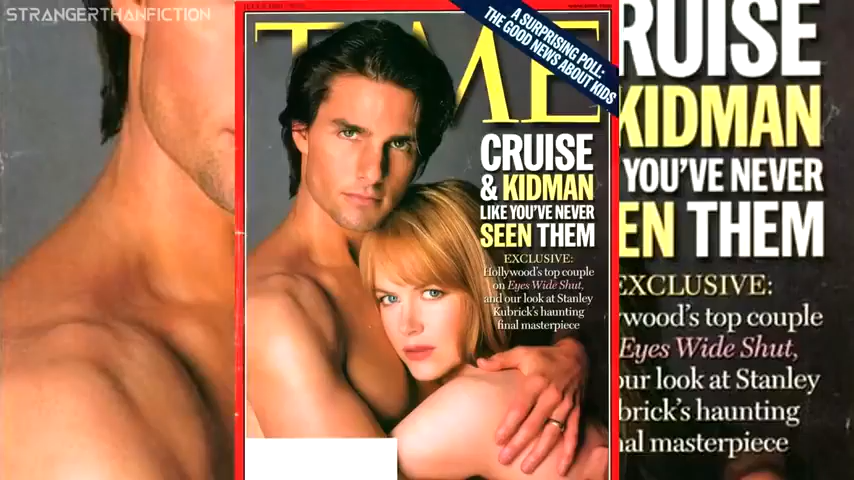 STRANGERTHANFICTION
TIME
A SURPRISING POLL:
THE GOOD NEWS ABOUT KIDS
CRUISE
& KIDMAN
LIKE YOU'VE NEVER
SEEN THEM
EXCLUSIVE:
Hollywood's top couple
on Eyes Wide Shut,
and our look at Stanley
Kubrick's haunting
final masterpiece
RUISE
KIDMAN
YOU'VE NEVER
EN THEM
EXCLUSIVE:
wood's top couple
Eyes Wide Shut,
our look at Stanley
brick's haunting
al masterpiece